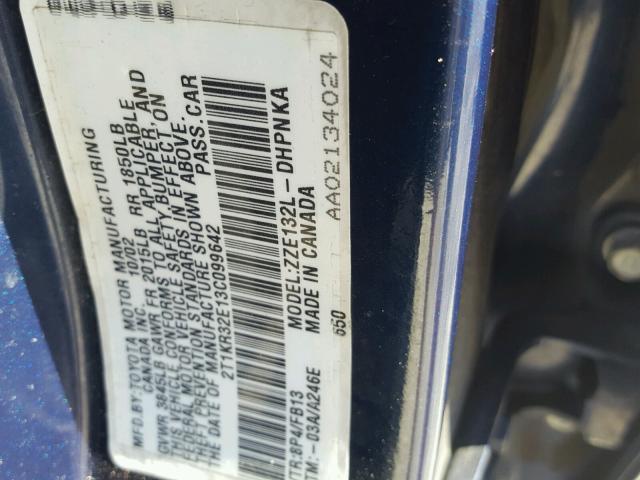 MFD.BY:TOYOTA MOTOR MANUFACTURING
CANADA INC. 10/02
GVWR 3845LB GAWR FR 2015LB RR 1850LB
THIS VEHICLE CONFORMS TO ALL APPLICABLE
FEDERAL MOTOR VEHICLE SAFETY, BUMPER, AND
THEFT PREVENTION STANDARDS IN EFFECT ON
THE DATE OF MANUFACTURE SHOWN ABOVE.
2T1KR32E13C099642 PASS.CAR
C/TR:8P4/FB13 MODEL:ZZE132L-DHPNKA
A/TM:-03A/A246E MADE IN CANADA
650 AA02134024